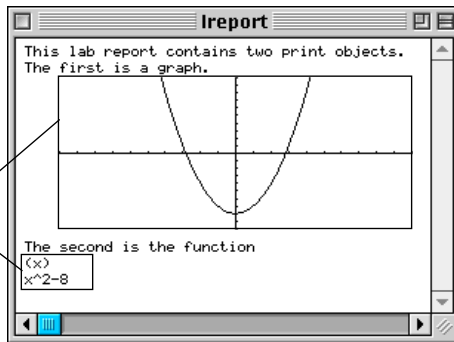 lreport
This lab report contains two print objects.
The first is a graph.
The second is the function
(x)
x^2-8